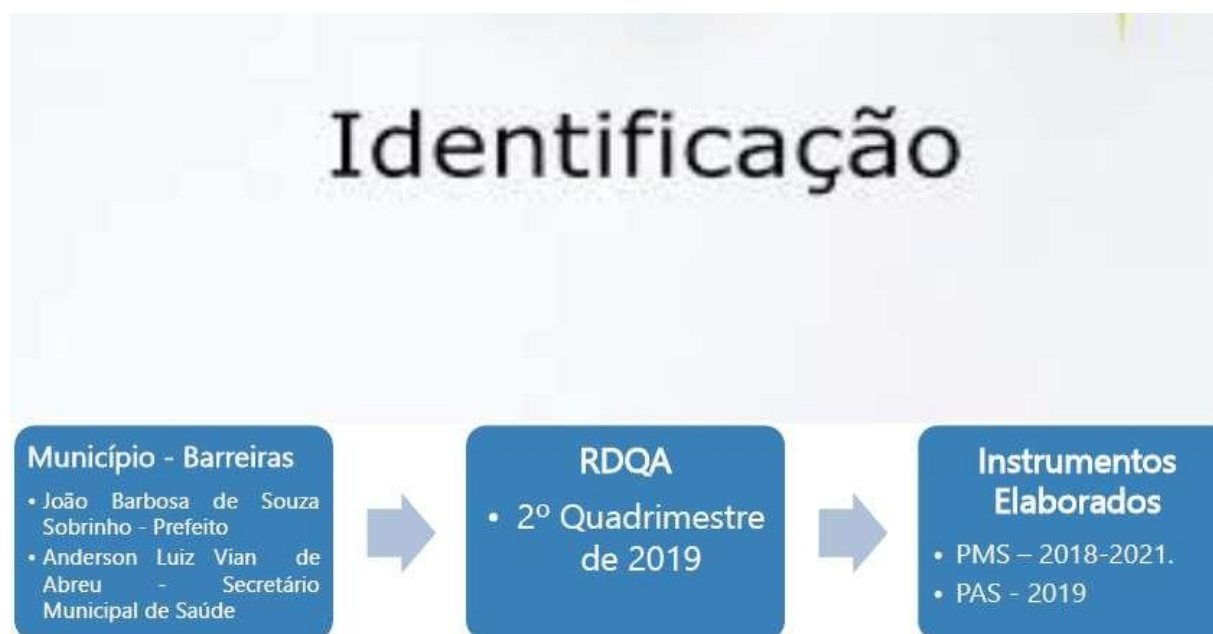 Identificação
Município - Barreiras
• João Barbosa de Souza
Sobrinho - Prefeito
• Anderson Luiz Vian de
Abreu - Secretário
Municipal de Saúde
RDQA
• 2º Quadrimestre
de 2019
Instrumentos
Elaborados
• PMS – 2018-2021.
• PAS - 2019